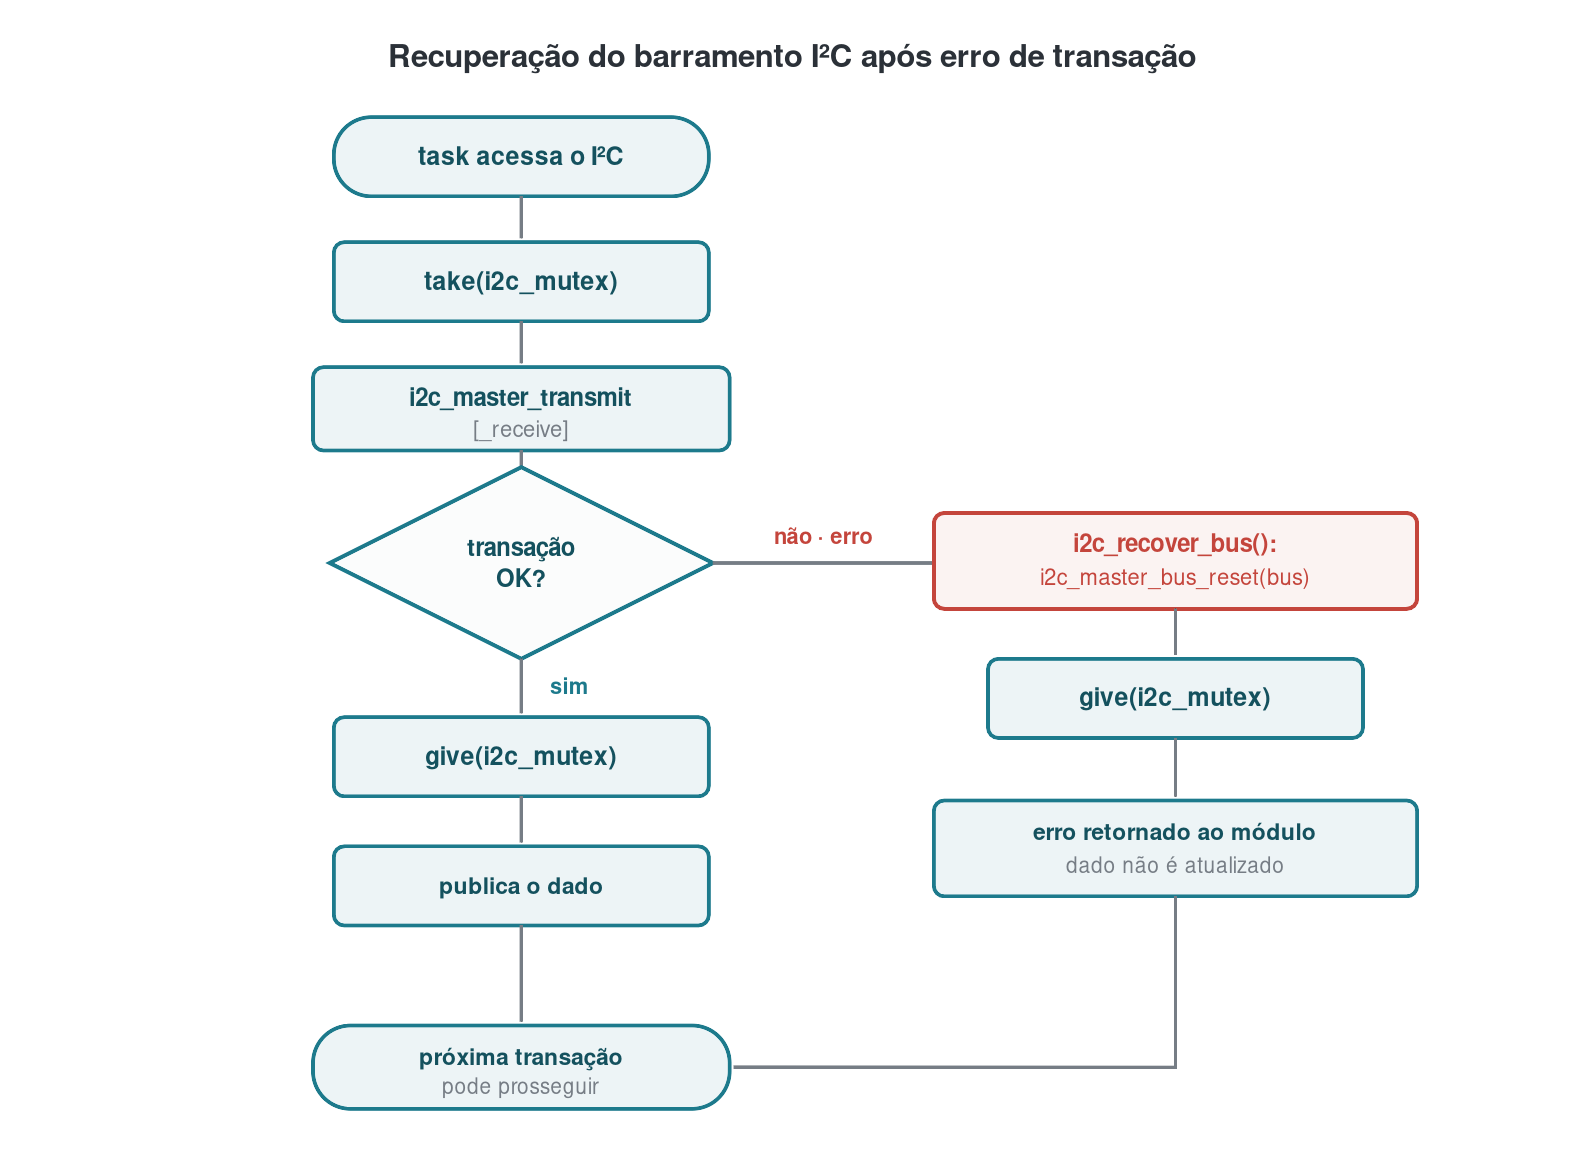 Recuperação do barramento I²C após erro de transação
task acessa o I²C
take(i2c_mutex)
i2c_master_transmit
[_receive]
transação
OK?
não · erro
i2c_recover_bus():
i2c_master_bus_reset(bus)
sim
give(i2c_mutex)
give(i2c_mutex)
erro retornado ao módulo
dado não é atualizado
publica o dado
próxima transação
pode prosseguir